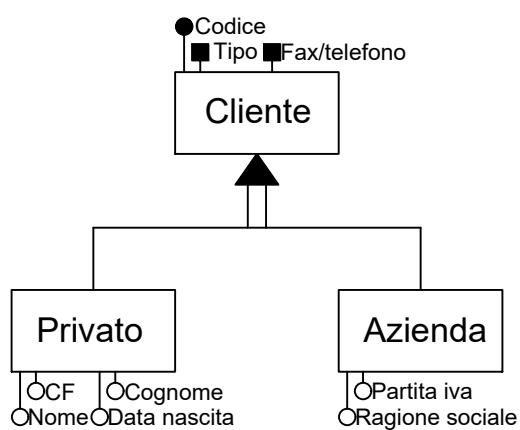 Codice
Tipo Fax/telefono
Cliente
Privato Azienda
CF Cognome Partita iva
Nome Data nascita Ragione sociale